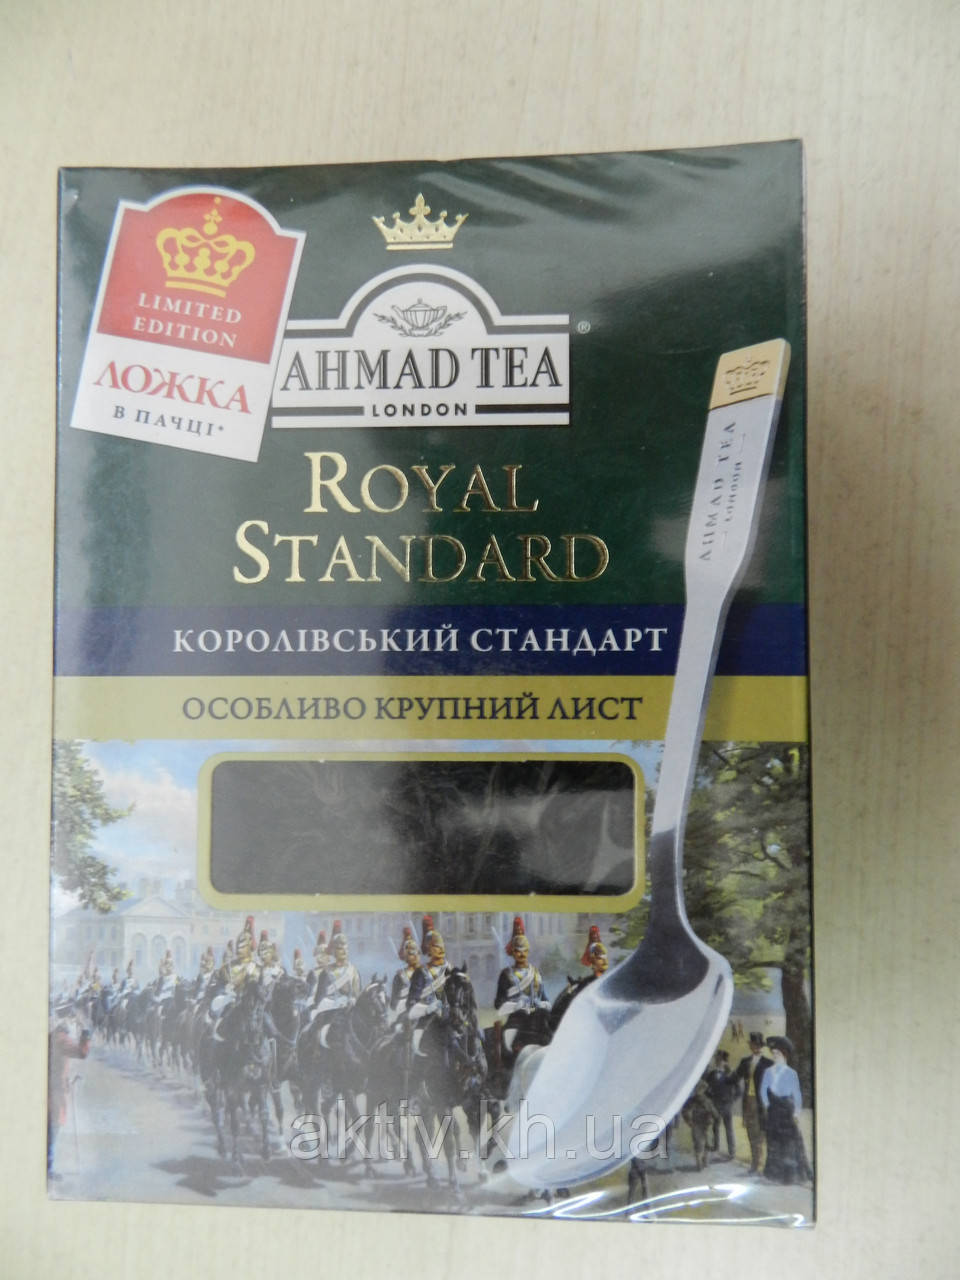 LIMITED
EDITION
ЛОЖКА
В ПАЧЦІ*
AHMAD TEA®
LONDON
ROYAL
STANDARD
КОРОЛІВСЬКИЙ СТАНДАРТ
ОСОБЛИВО КРУПНИЙ ЛИСТ
AHMAD TEA
London
aktiv.kh.ua